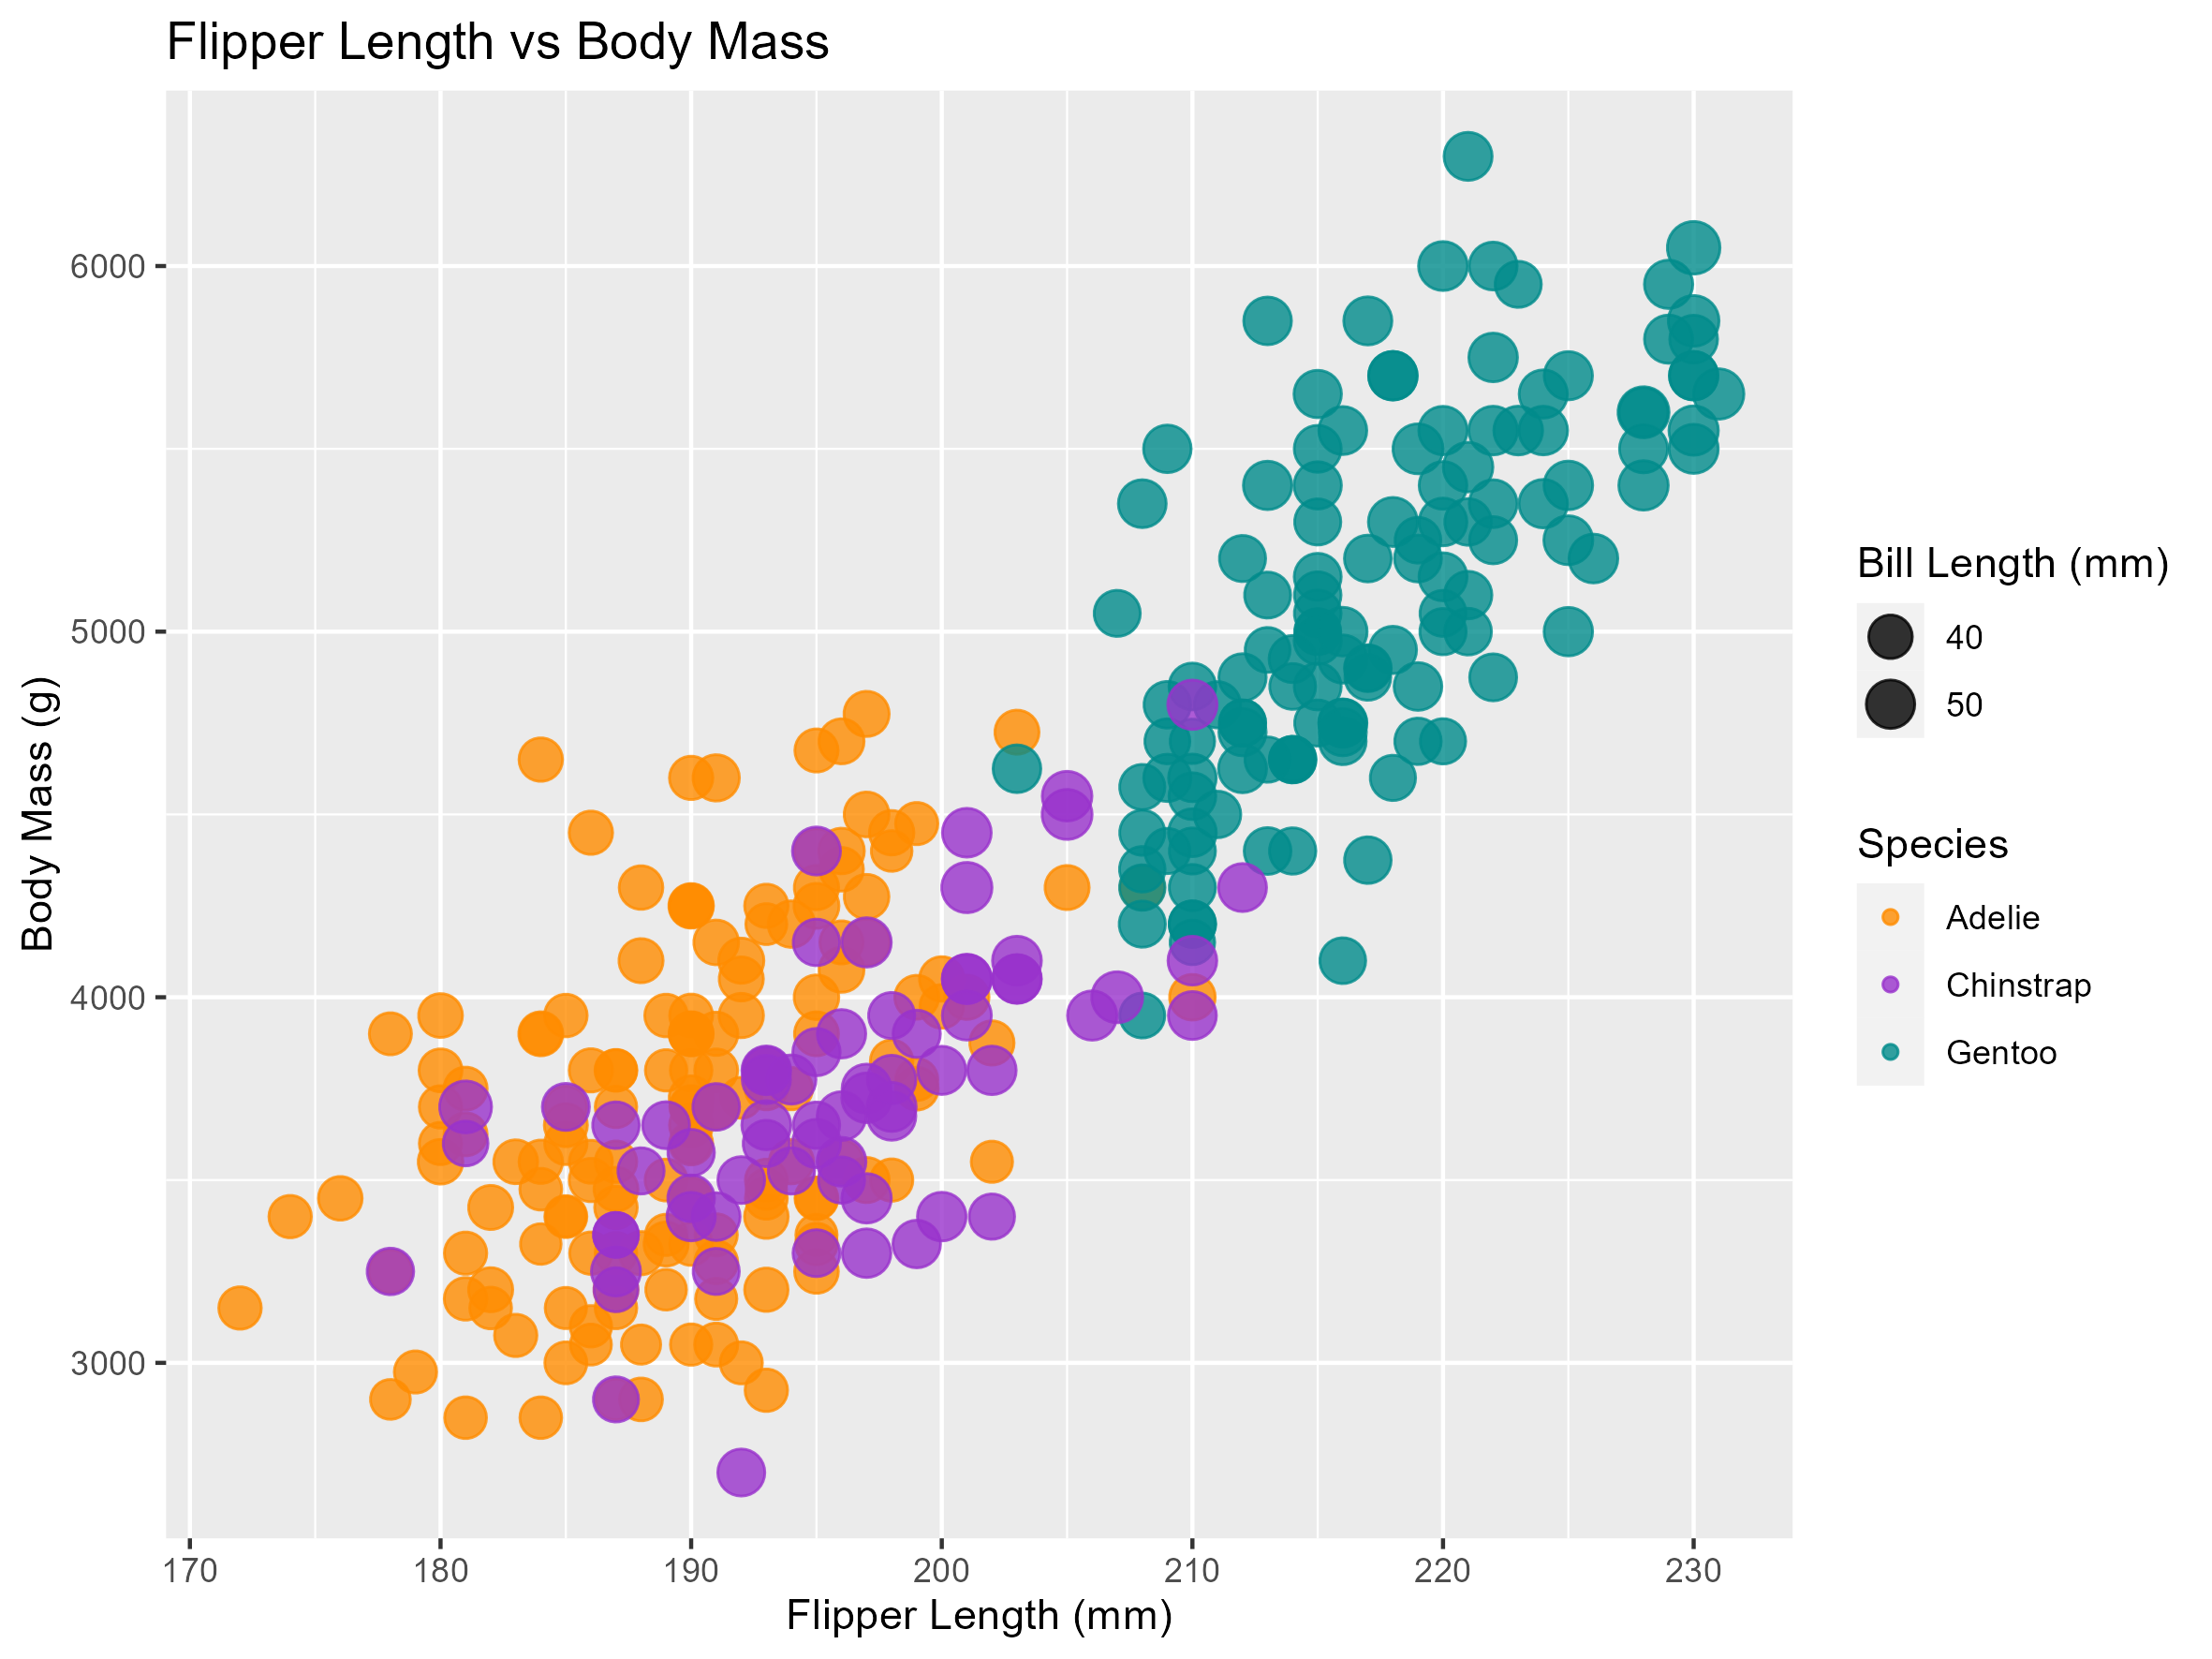 Flipper Length vs Body Mass
Body Mass (g)
6000
5000
4000
3000
170 180 190 200 210 220 230
Flipper Length (mm)
Bill Length (mm)
40
50
Species
Adelie
Chinstrap
Gentoo